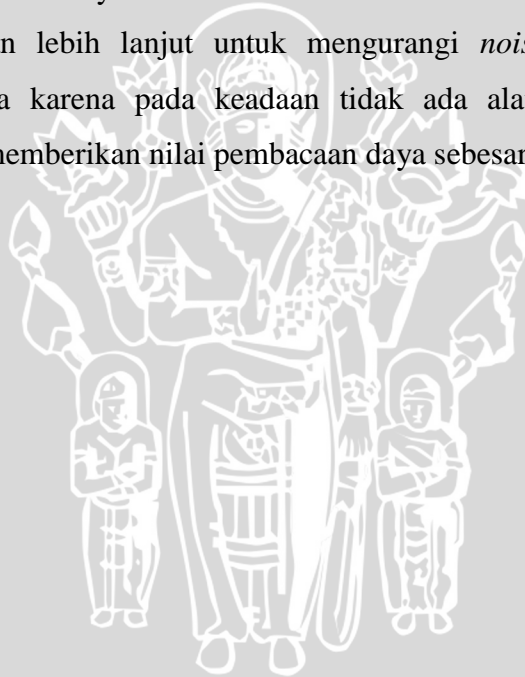 lebih lanjut untuk mengurangi nois
karena pada keadaan tidak ada ala
memberikan nilai pembacaan daya sebesar